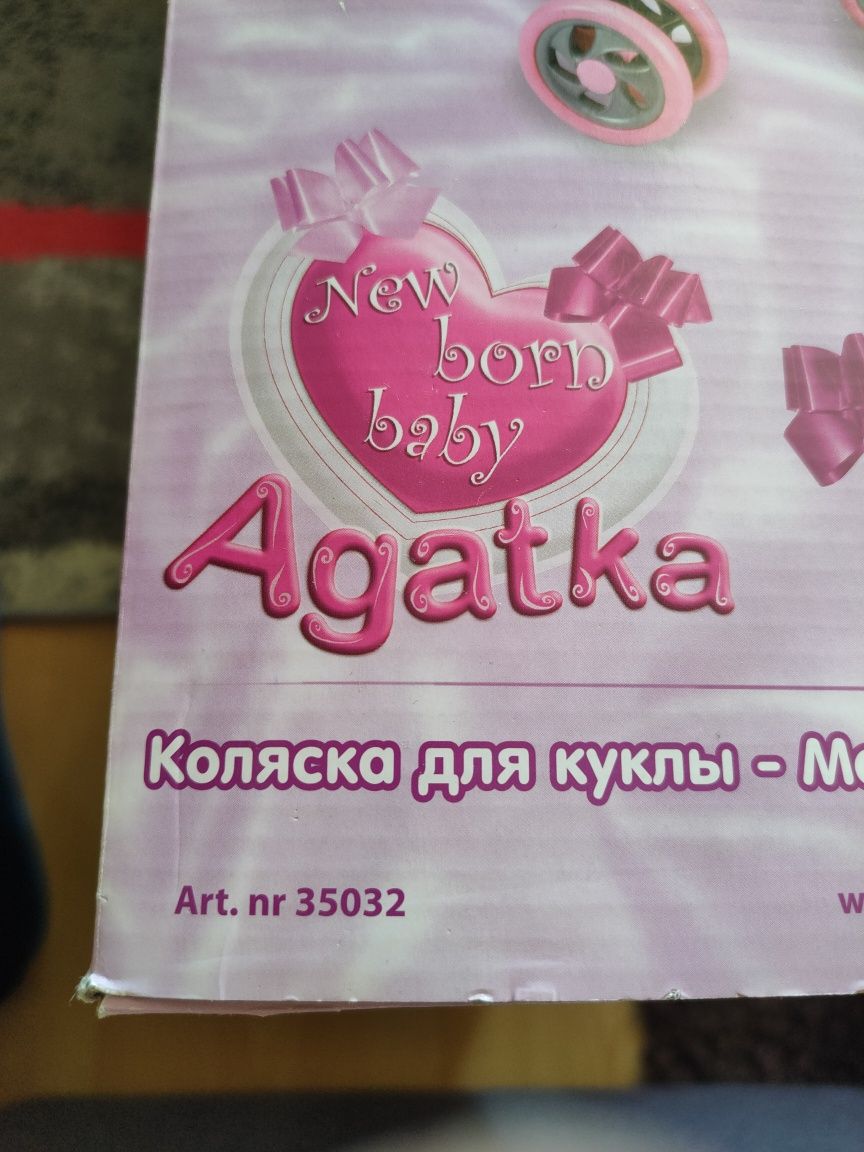 New
born
baby
Agatka
Коляска для куклы -
Art. nr 35032